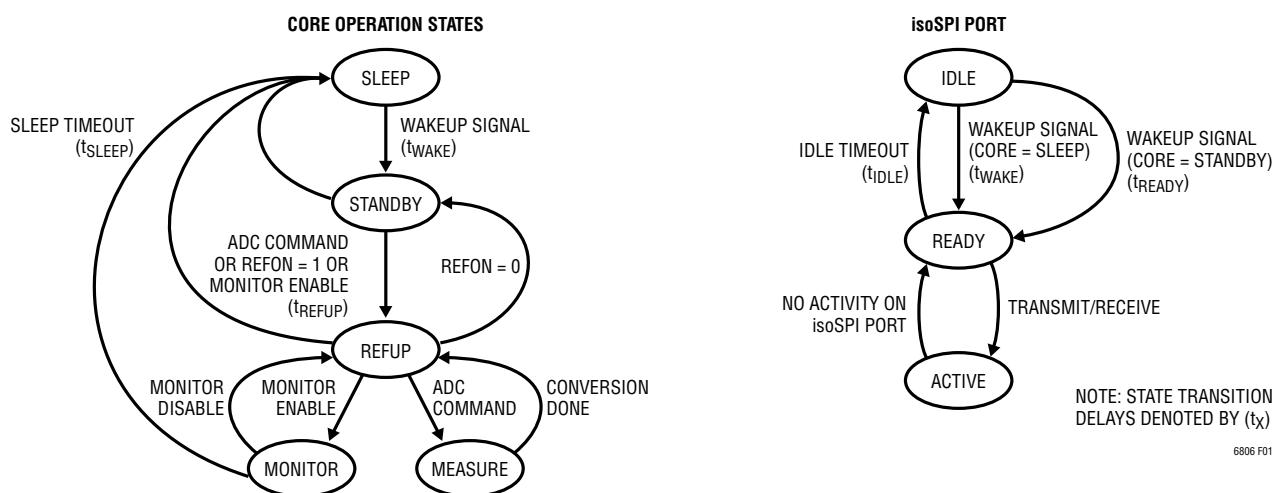 CORE OPERATION STATES
SLEEP
SLEEP TIMEOUT
(tSLEEP)
WAKEUP SIGNAL
(tWAKE)
STANDBY
ADC COMMAND
OR REFON = 1 OR
MONITOR ENABLE
(tREFUP)
REFON = 0
REFUP
MONITOR
DISABLE
MONITOR
ENABLE
ADC
COMMAND
CONVERSION
DONE
MONITOR
MEASURE
isoSPI PORT
IDLE
IDLE TIMEOUT
(tIDLE)
WAKEUP SIGNAL
(CORE = SLEEP)
(tWAKE)
WAKEUP SIGNAL
(CORE = STANDBY)
(tREADY)
READY
NO ACTIVITY ON
isoSPI PORT
TRANSMIT/RECEIVE
ACTIVE
NOTE: STATE TRANSITION
DELAYS DENOTED BY (tX)
6806 F01